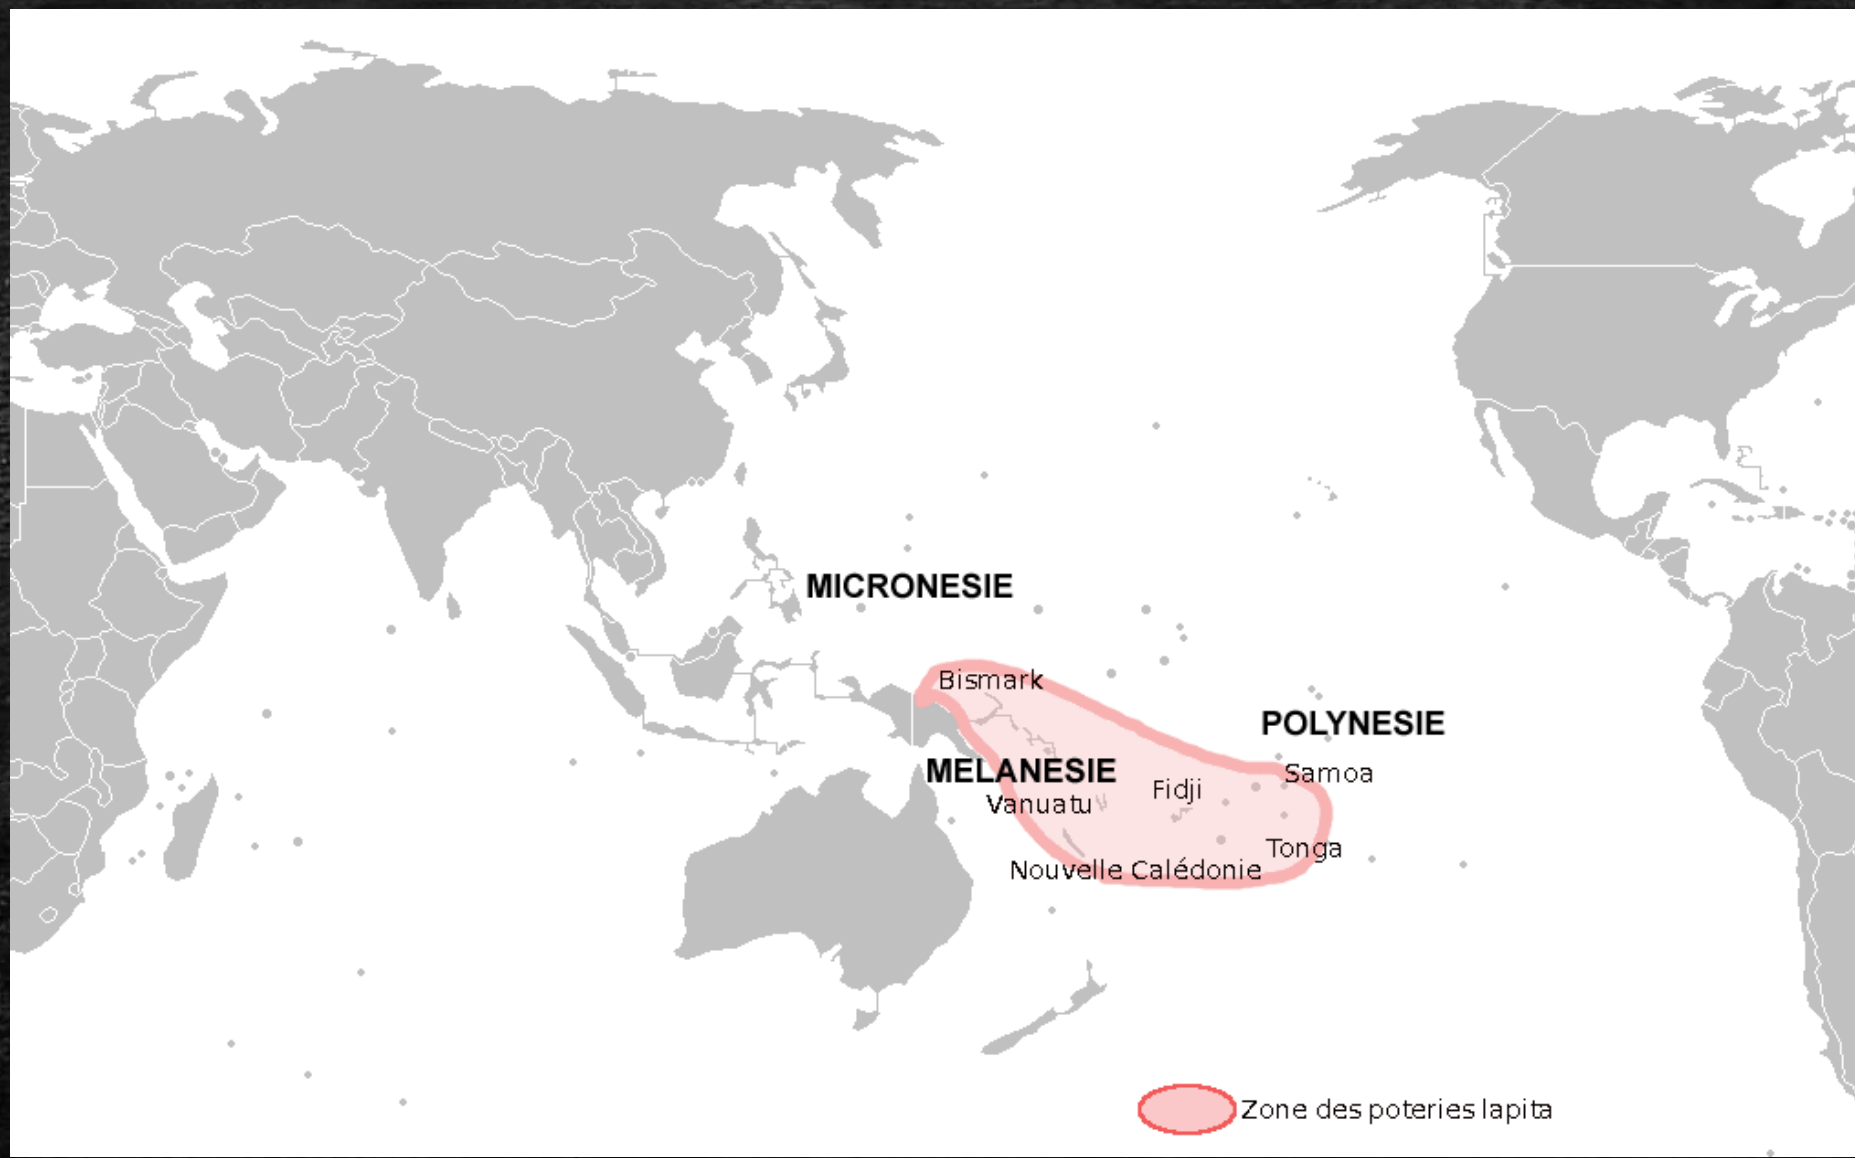 MICRONESIE
Bismark
POLYNESIE
MELANESIE
Samoa
Fidji
Vanuatu
Tonga
Nouvelle Calédonie
Zone des poteries lapita